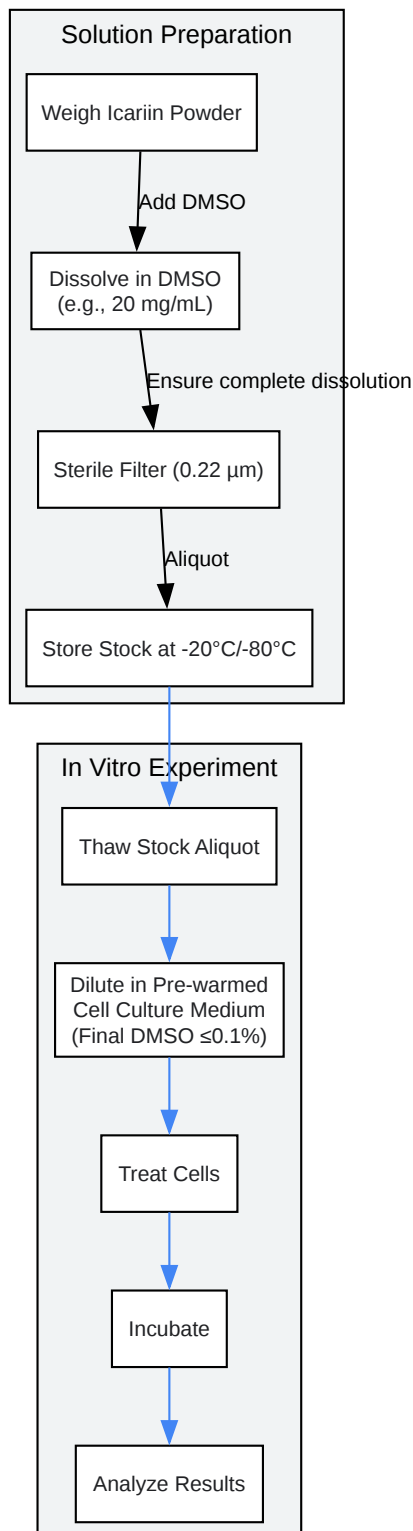 Solution Preparation
Weigh Icariin Powder
Add DMSO
Dissolve in DMSO
(e.g., 20 mg/mL)
Ensure complete dissolution
Sterile Filter (0.22 µm)
Aliquot
Store Stock at -20°C/-80°C
In Vitro Experiment
Thaw Stock Aliquot
Dilute in Pre-warmed
Cell Culture Medium
(Final DMSO ≤0.1%)
Treat Cells
Incubate
Analyze Results